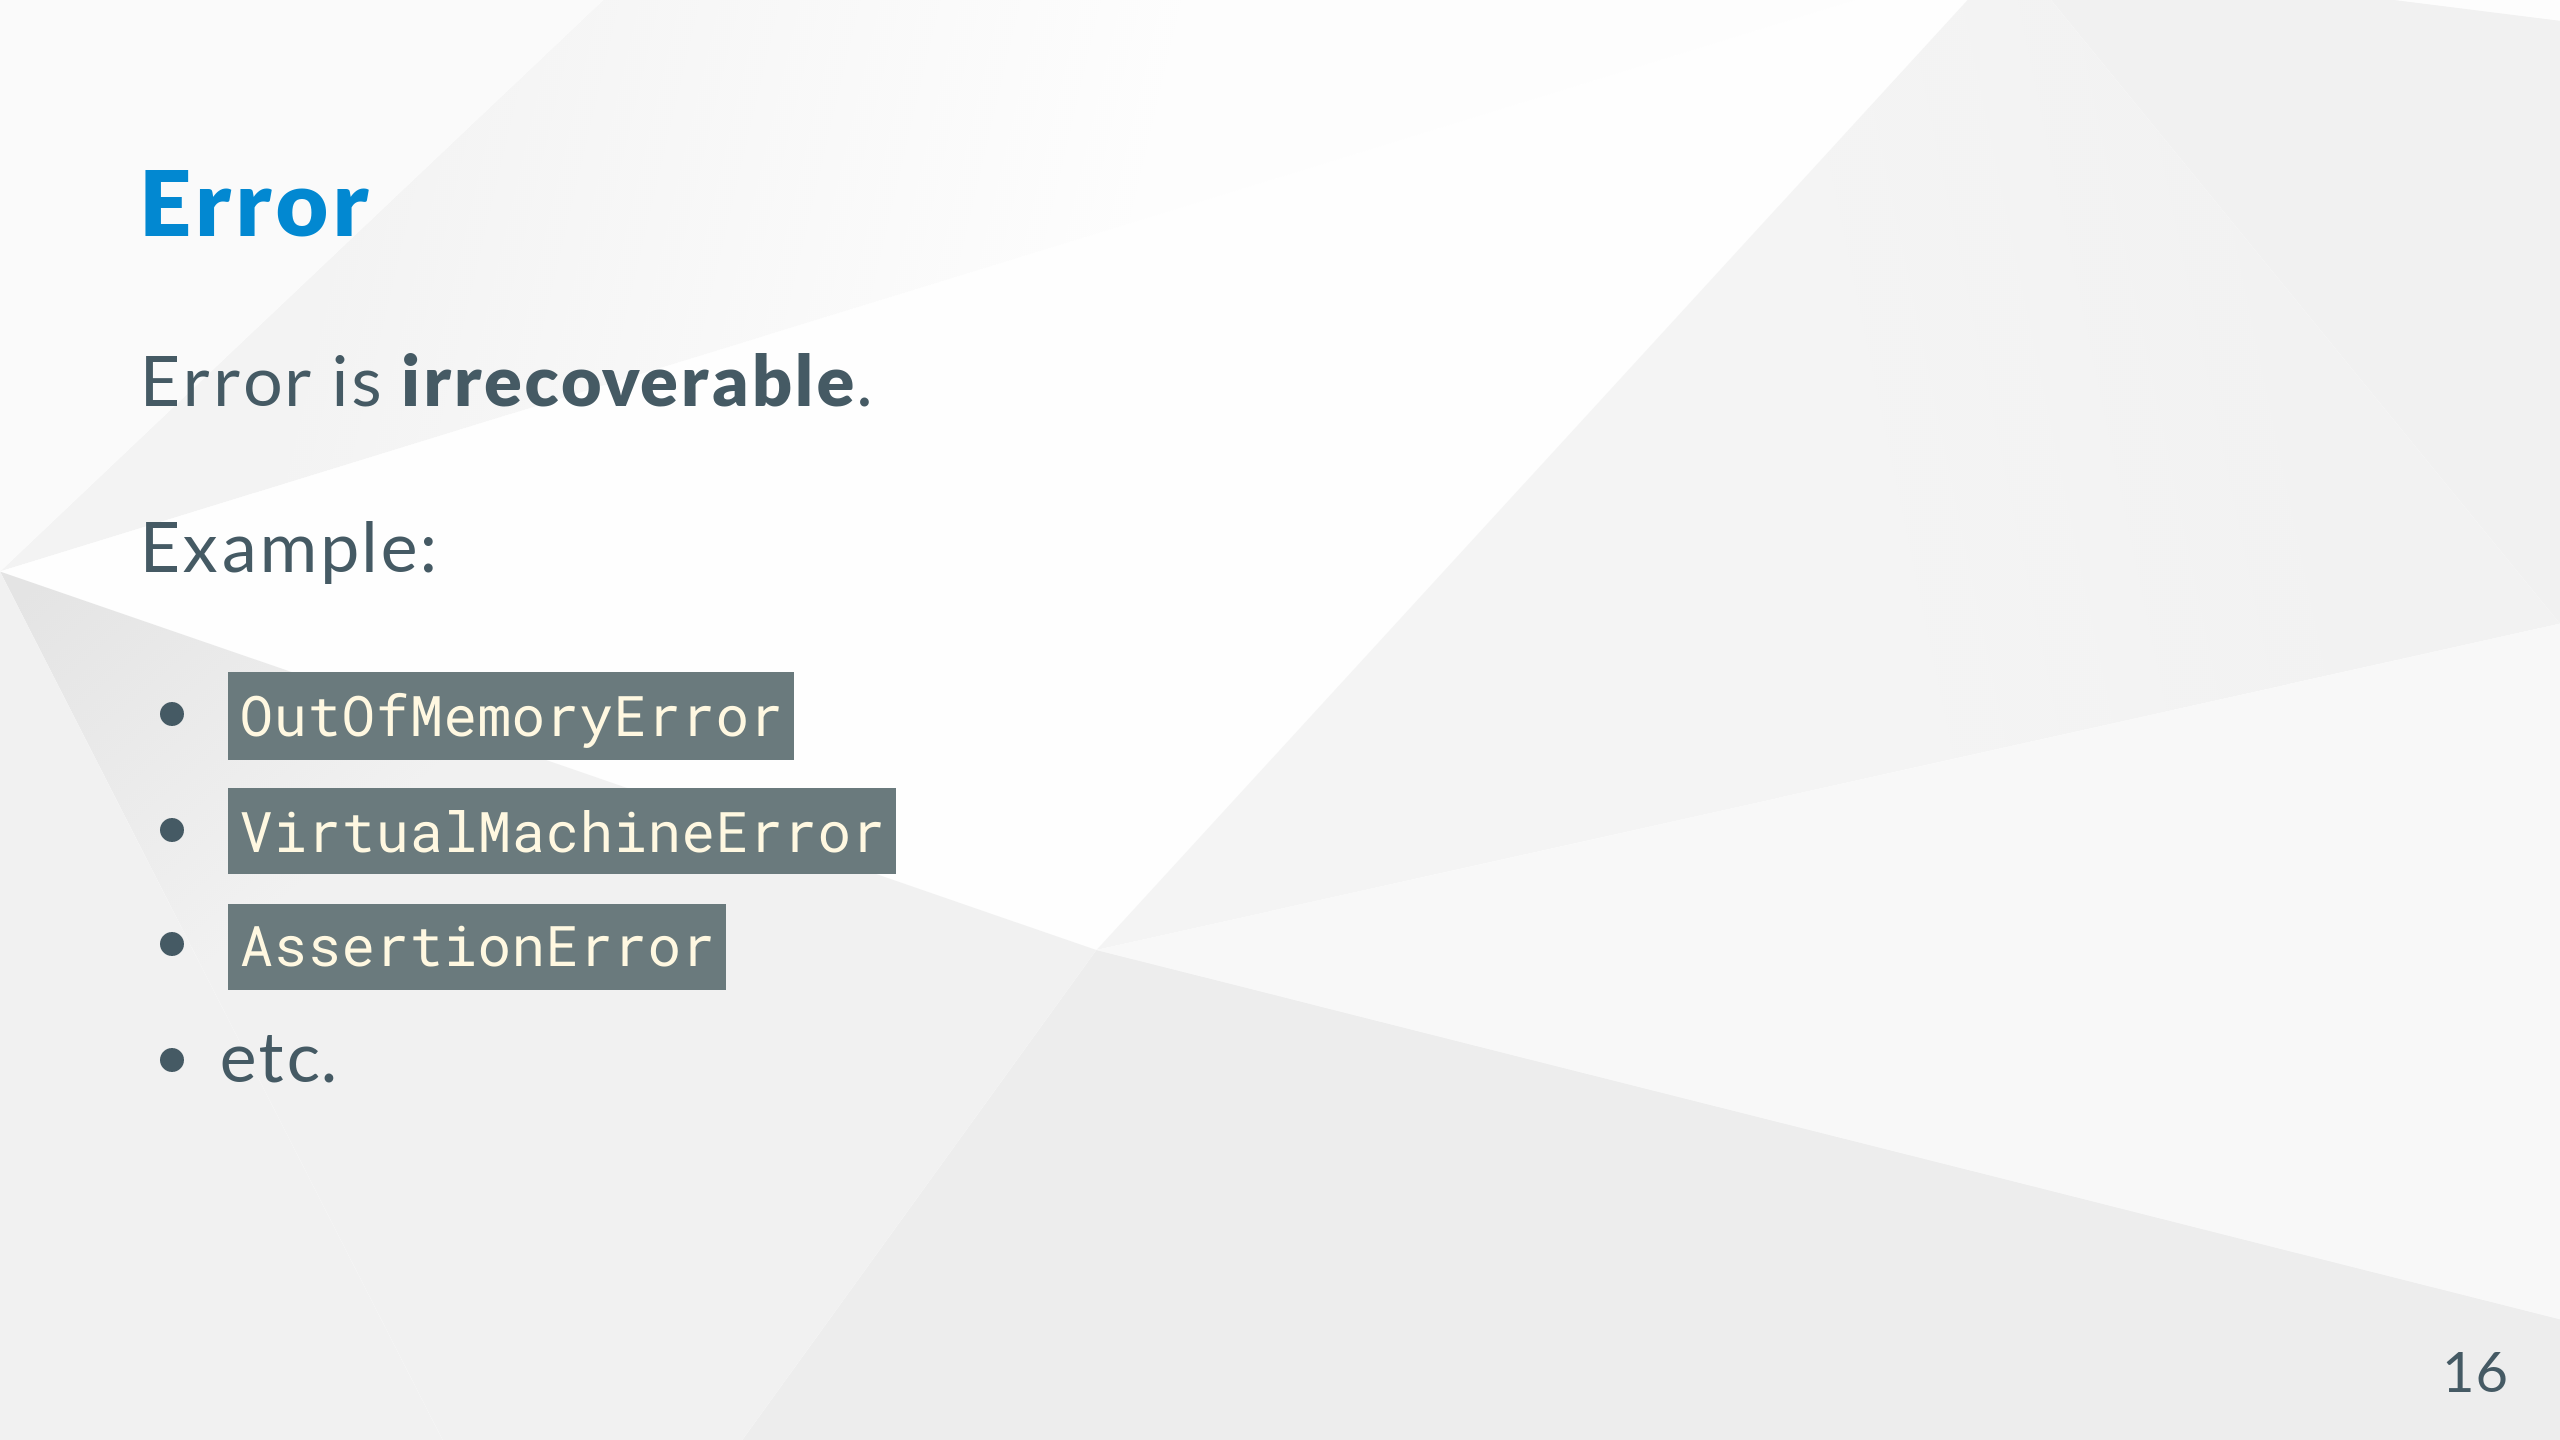 Error
Error is irrecoverable.
Example:
• OutOfMemoryError
• VirtualMachineError
• AssertionError
• etc.
16